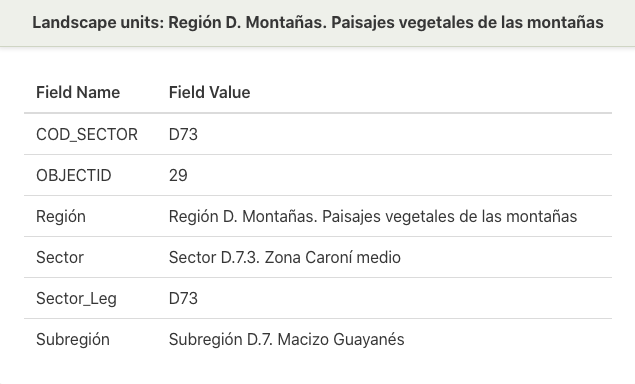 Landscape units: Región D. Montañas. Paisajes vegetales de las montañas
Field Name Field Value
COD_SECTOR D73
OBJECTID 29
Región Región D. Montañas. Paisajes vegetales de las montañas
Sector Sector D.7.3. Zona Caroní medio
Sector_Leg D73
Subregión Subregión D.7. Macizo Guayanés